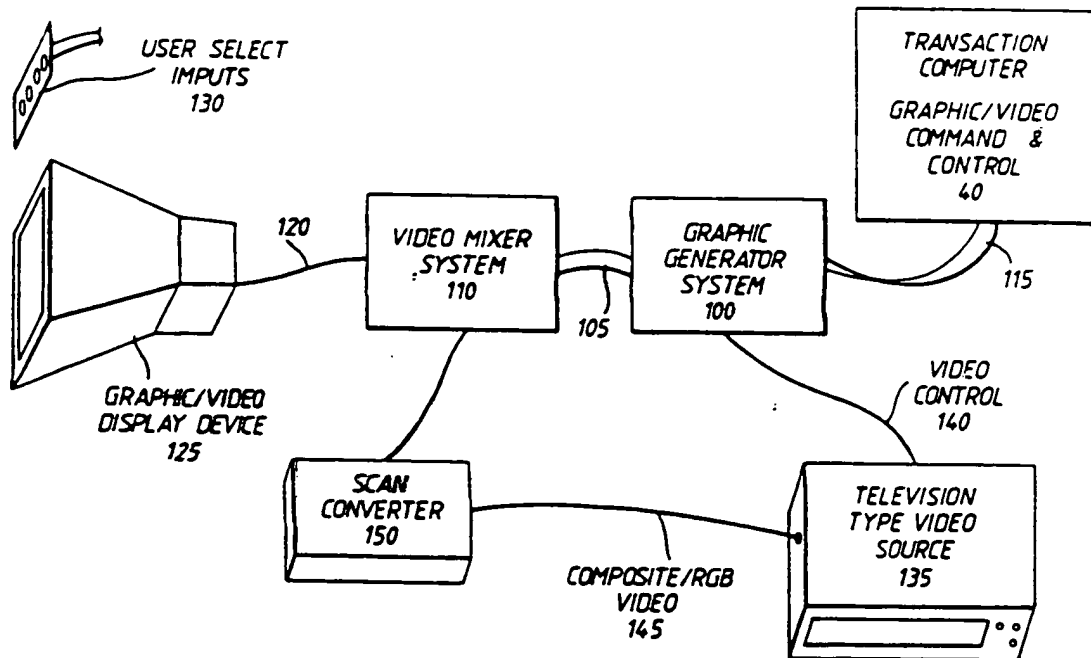 USER SELECT
IMPUTS
130
TRANSACTION
COMPUTER
GRAPHIC/VIDEO
COMMAND &
CONTROL
40
120
VIDEO MIXER
SYSTEM
110
105
GRAPHIC
GENERATOR
SYSTEM
100
115
GRAPHIC/VIDEO
DISPLAY DEVICE
125
VIDEO
CONTROL
140
SCAN
CONVERTER
150
COMPOSITE/RGB
VIDEO
145
TELEVISION
TYPE VIDEO
SOURCE
135